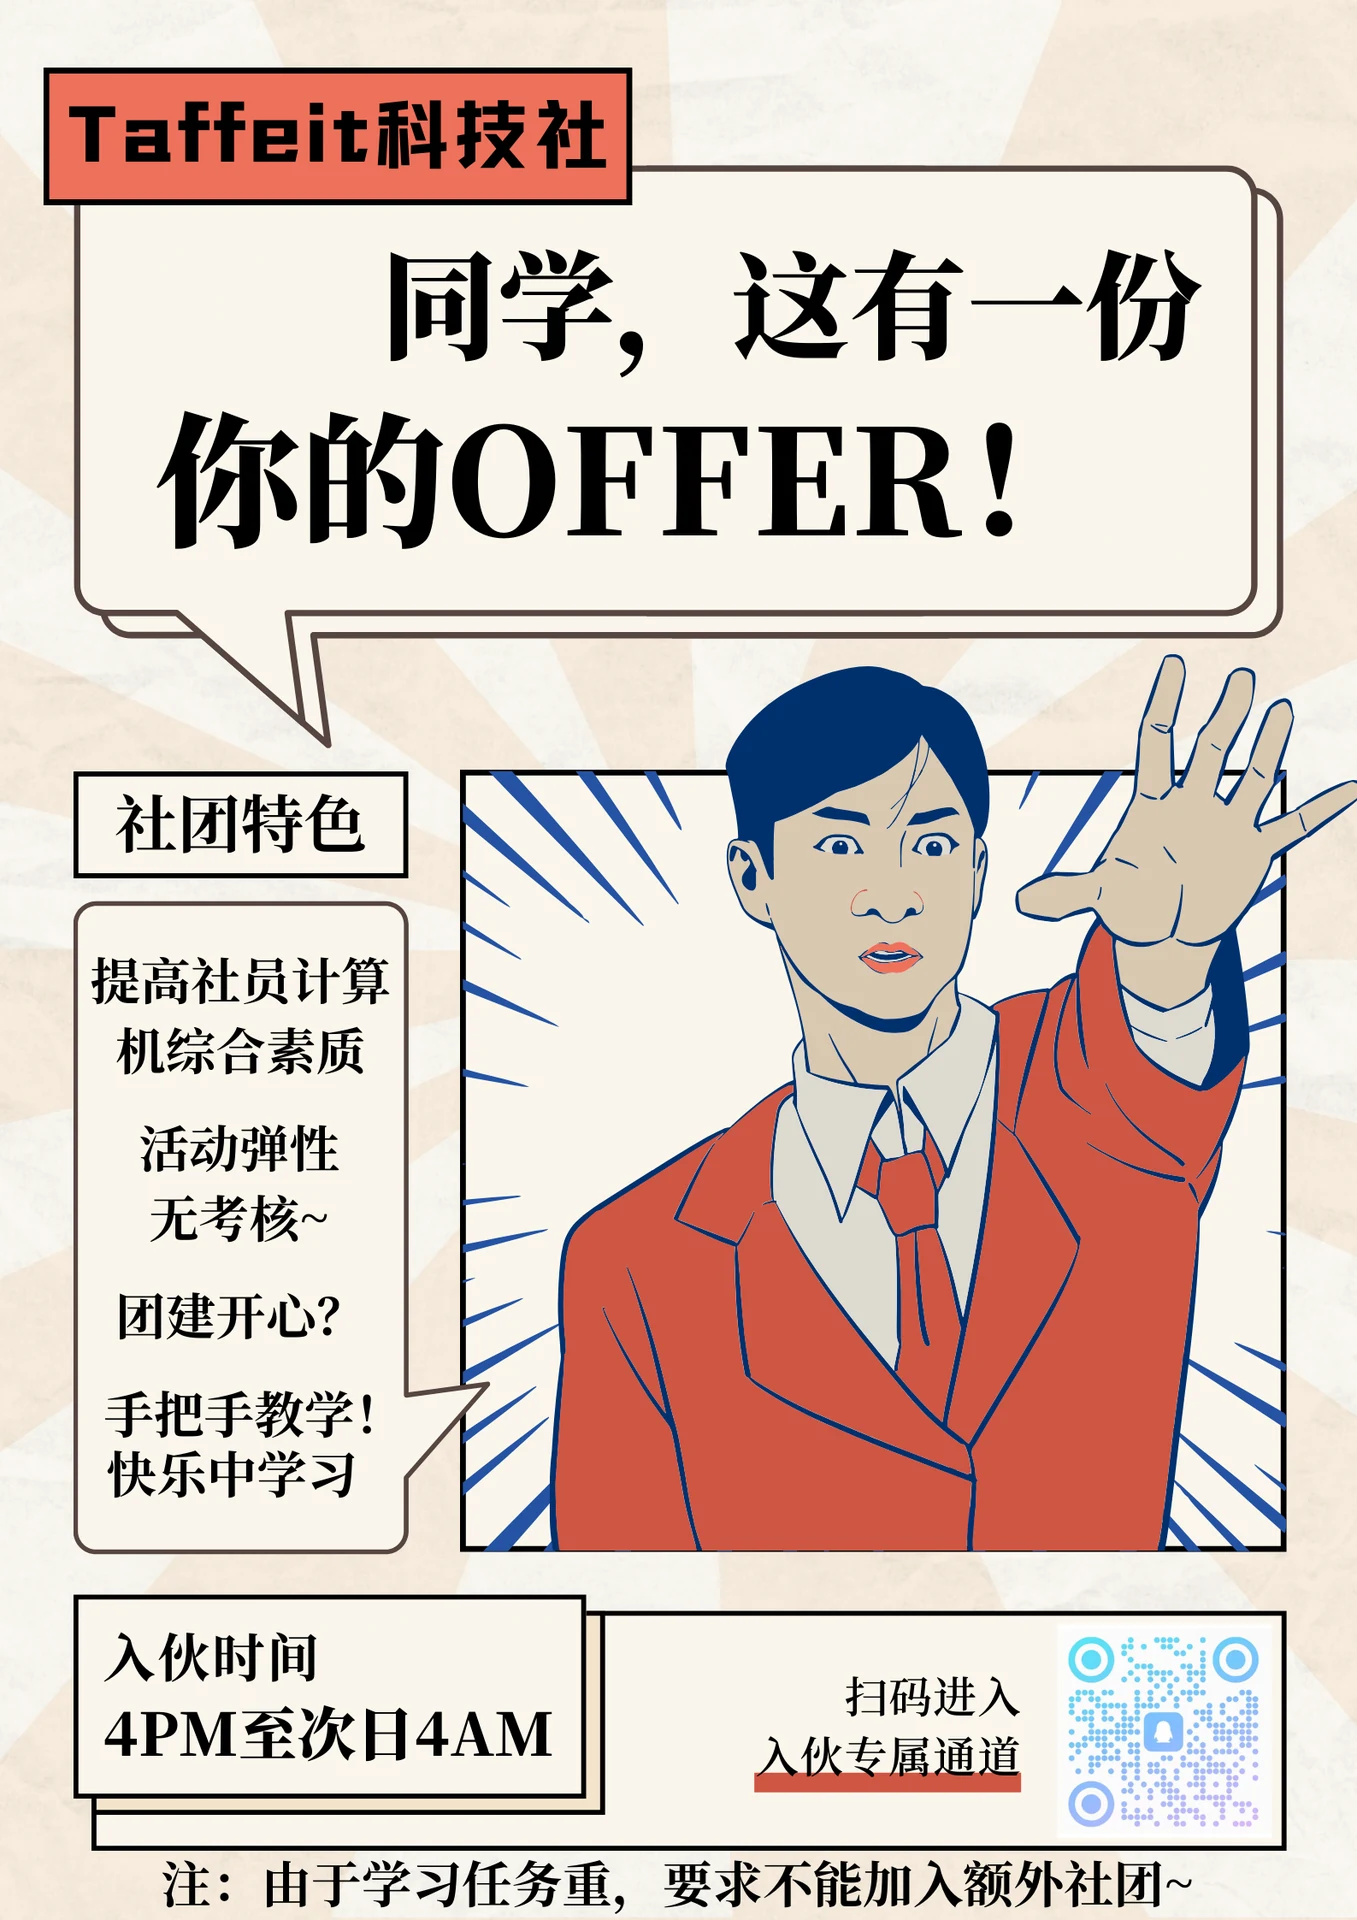 Taffeit科技社
同学，这有一份
你的OFFER！
社团特色
提高社员计算
机综合素质
活动弹性
无考核~
团建开心？
手把手教学！
快乐中学习
入伙时间
4PM至次日4AM
扫码进入
入伙专属通道
注：由于学习任务重，要求不能加入额外社团~